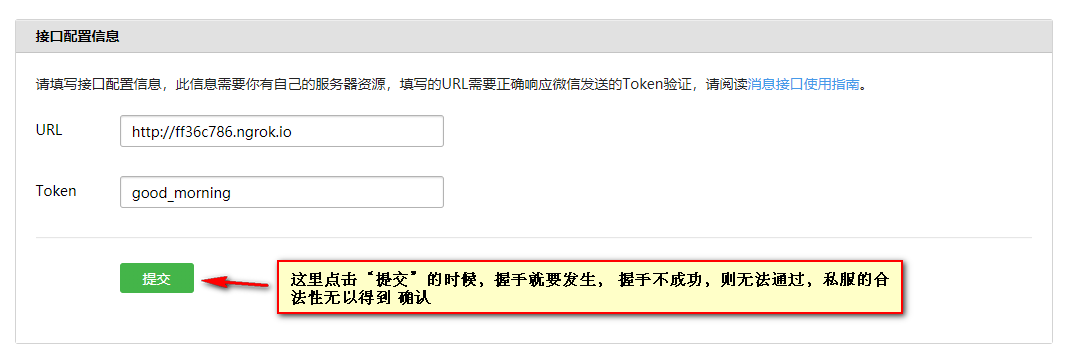 接口配置信息
请填写接口配置信息，此信息需要你有自己的服务器资源，填写的URL需要正确响应微信发送的Token验证，请阅读消息接口使用指南。
URL
http://ff36c786.ngrok.io
Token
good_morning
提交
这里点击“提交”的时候，握手就要发生， 握手不成功，则无法通过，私服的合
法性无以得到 确认